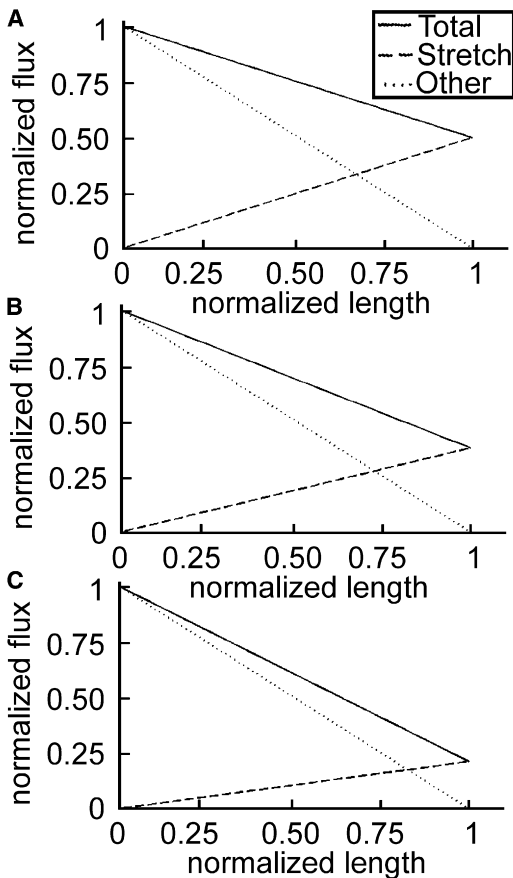 A
Total
Stretch
Other
normalized flux
1
0.75
0.50
0.25
0
0 0.25 0.50 0.75 1
normalized length
B
normalized flux
1
0.75
0.50
0.25
0
0 0.25 0.50 0.75 1
normalized length
C
normalized flux
1
0.75
0.50
0.25
0
0 0.25 0.50 0.75 1
normalized length